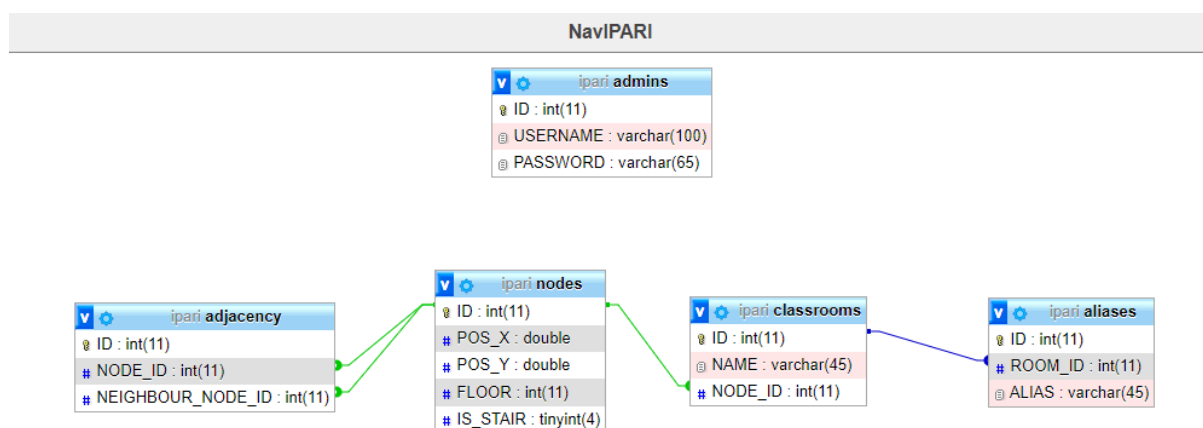 NavIPARI
ipari admins
ID : int(11)
USERNAME : varchar(100)
PASSWORD : varchar(65)
ipari adjacency
ID : int(11)
NODE_ID : int(11)
NEIGHBOUR_NODE_ID : int(11)
ipari nodes
ID : int(11)
POS_X : double
POS_Y : double
FLOOR : int(11)
IS_STAIR : tinyint(4)
ipari classrooms
ID : int(11)
NAME : varchar(45)
NODE_ID : int(11)
ipari aliases
ID : int(11)
ROOM_ID : int(11)
ALIAS : varchar(45)